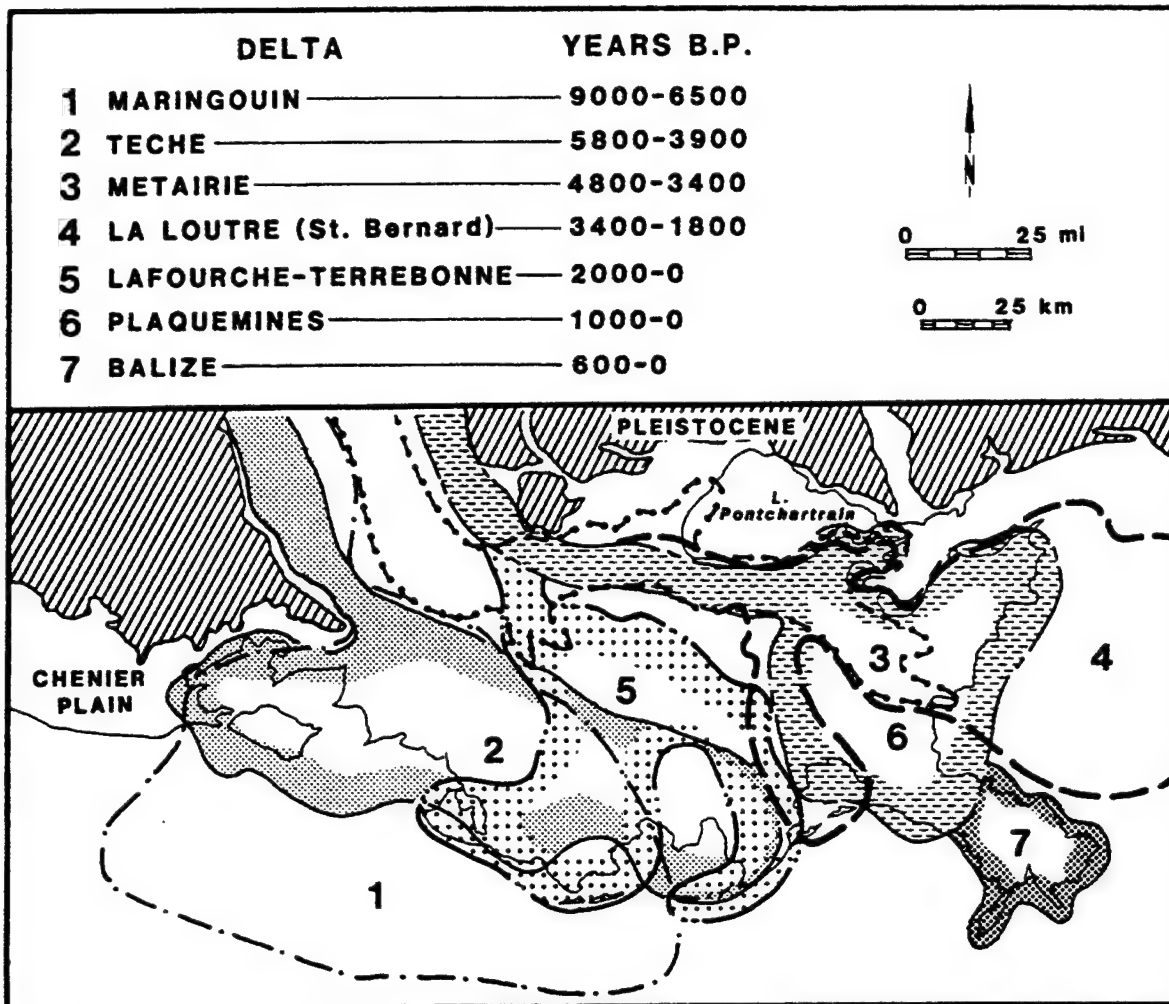 DELTA YEARS B.P.
1 MARINGOUIN 9000-6500
2 TECHE 5800-3900
3 METAIRIE 4800-3400
4 LA LOUTRE (St. Bernard) 3400-1800
5 LAFOURCHE-TERREBONNE 2000-0
6 PLAQUEMINES 1000-0
7 BALIZE 600-0
N
0 25 mi
0 25 km
PLEISTOCENE
L.
Pontchartrain
CHENIER
PLAIN
3
4
5
2
6
7
1